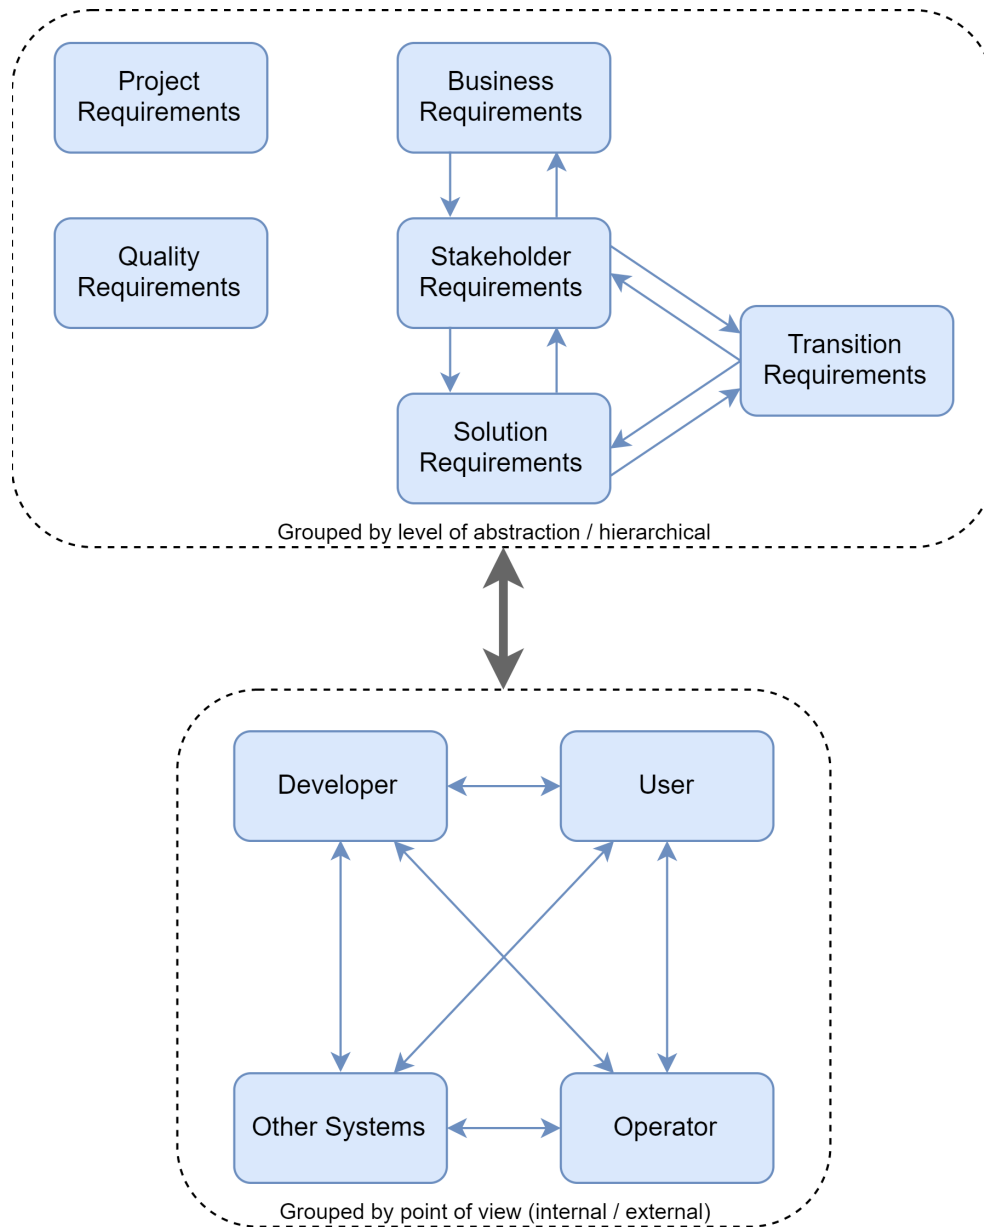 Project
Requirements
Business
Requirements
Quality
Requirements
Stakeholder
Requirements
Transition
Requirements
Solution
Requirements
Grouped by level of abstraction / hierarchical
Developer
User
Other Systems
Operator
Grouped by point of view (internal / external)